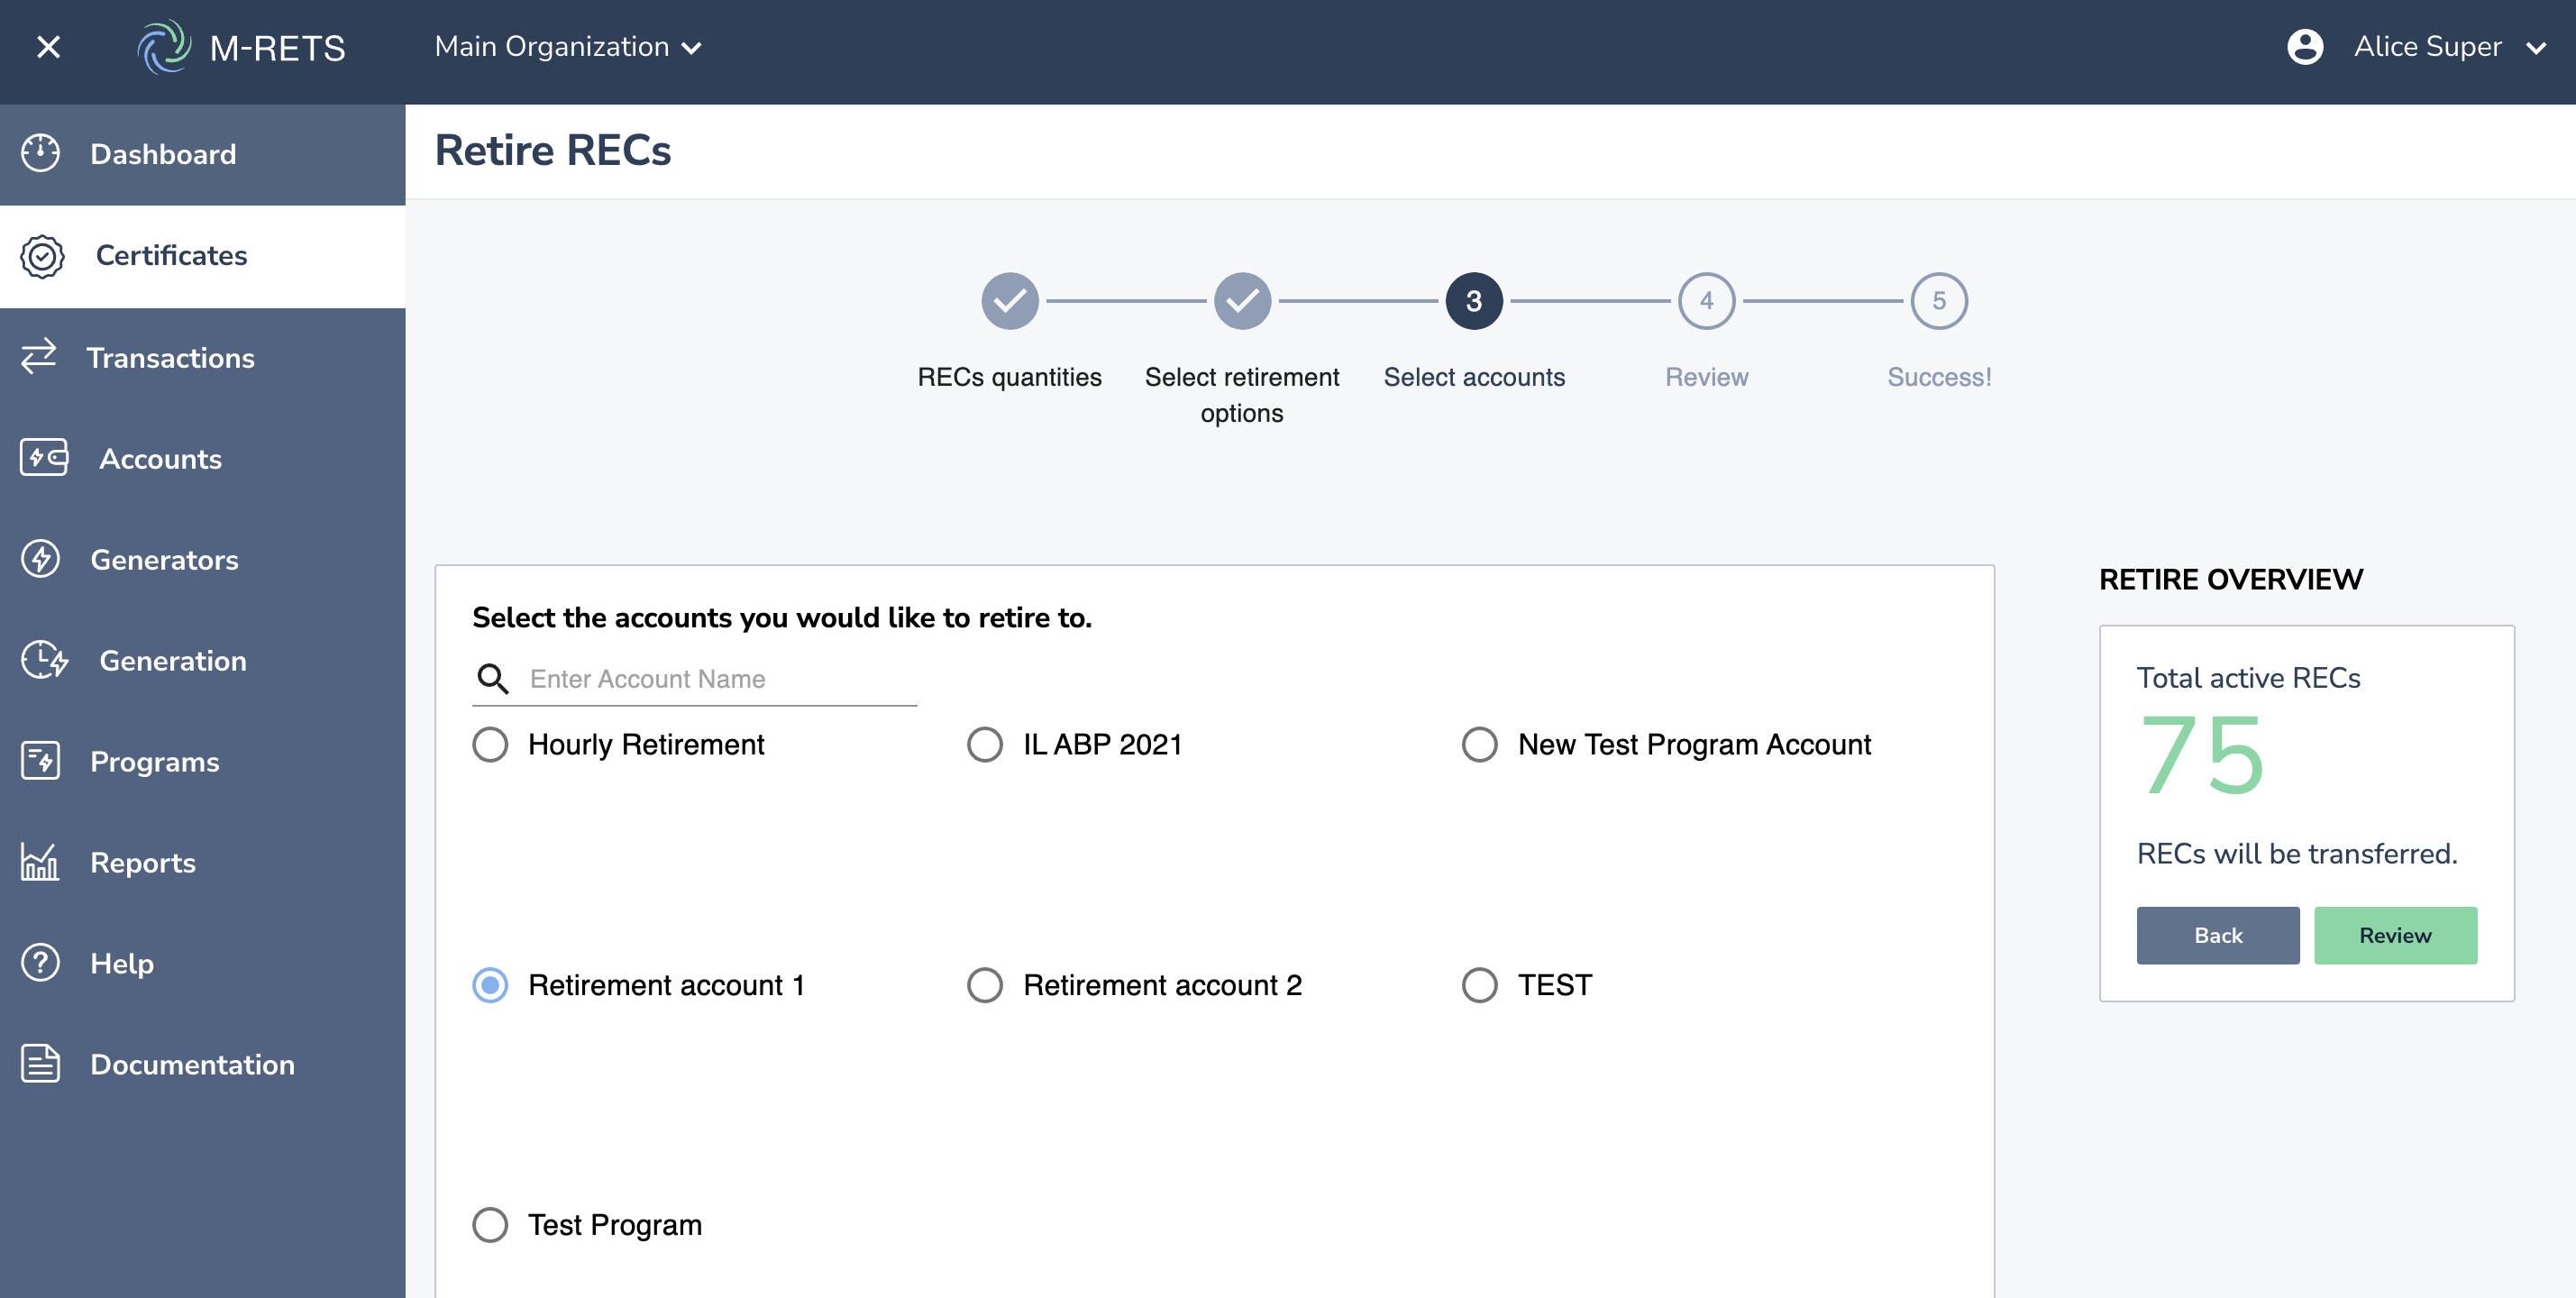 M-RETS
Main Organization
Alice Super
Dashboard
Certificates
Transactions
Accounts
Generators
Generation
Programs
Reports
Help
Documentation
Retire RECs
3
4
5
RECs quantities
Select retirement
options
Select accounts
Review
Success!
Select the accounts you would like to retire to.
Enter Account Name
Hourly Retirement
IL ABP 2021
New Test Program Account
Retirement account 1
Retirement account 2
TEST
Test Program
RETIRE OVERVIEW
Total active RECs
75
RECs will be transferred.
Back
Review